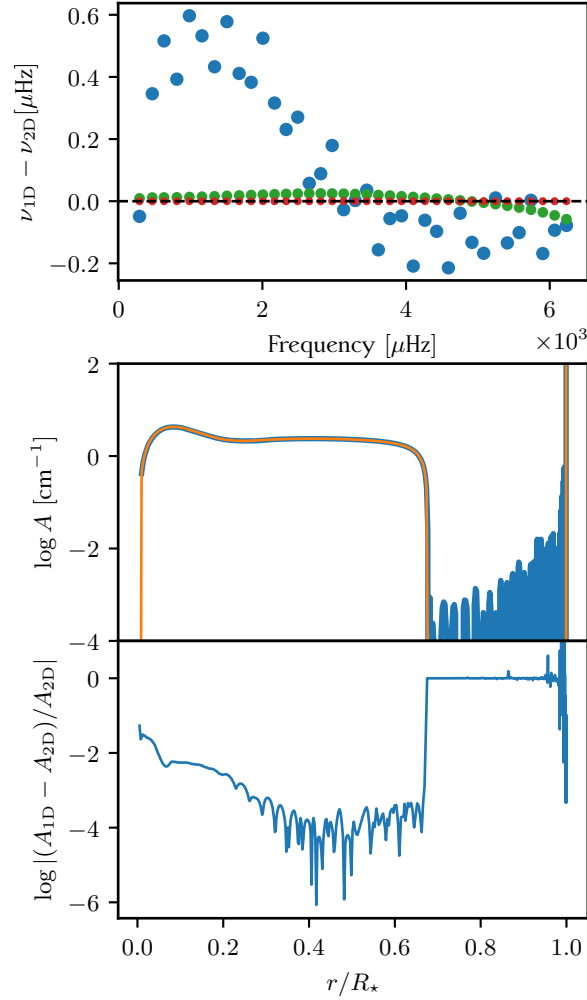 0.6
0.4
0.2
0.0
−0.2
ν1D − ν2D[μHz]
0 2 4 6
×10³
Frequency [μHz]
2
0
−2
−4
log A [cm⁻¹]
0
−2
−4
−6
log |(A1D − A2D)/A2D|
0.0 0.2 0.4 0.6 0.8 1.0
r/R⋆